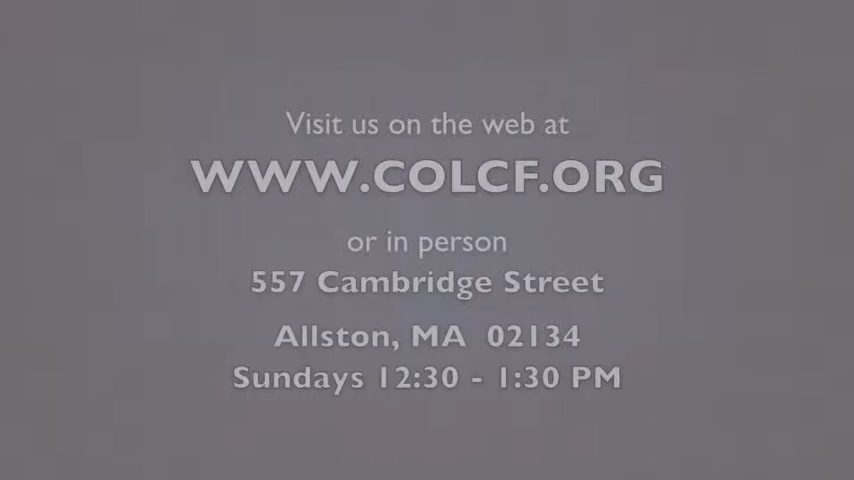 Visit us on the web at
WWW.COLCF.ORG
or in person
557 Cambridge Street
Allston, MA 02134
Sundays 12:30 - 1:30 PM